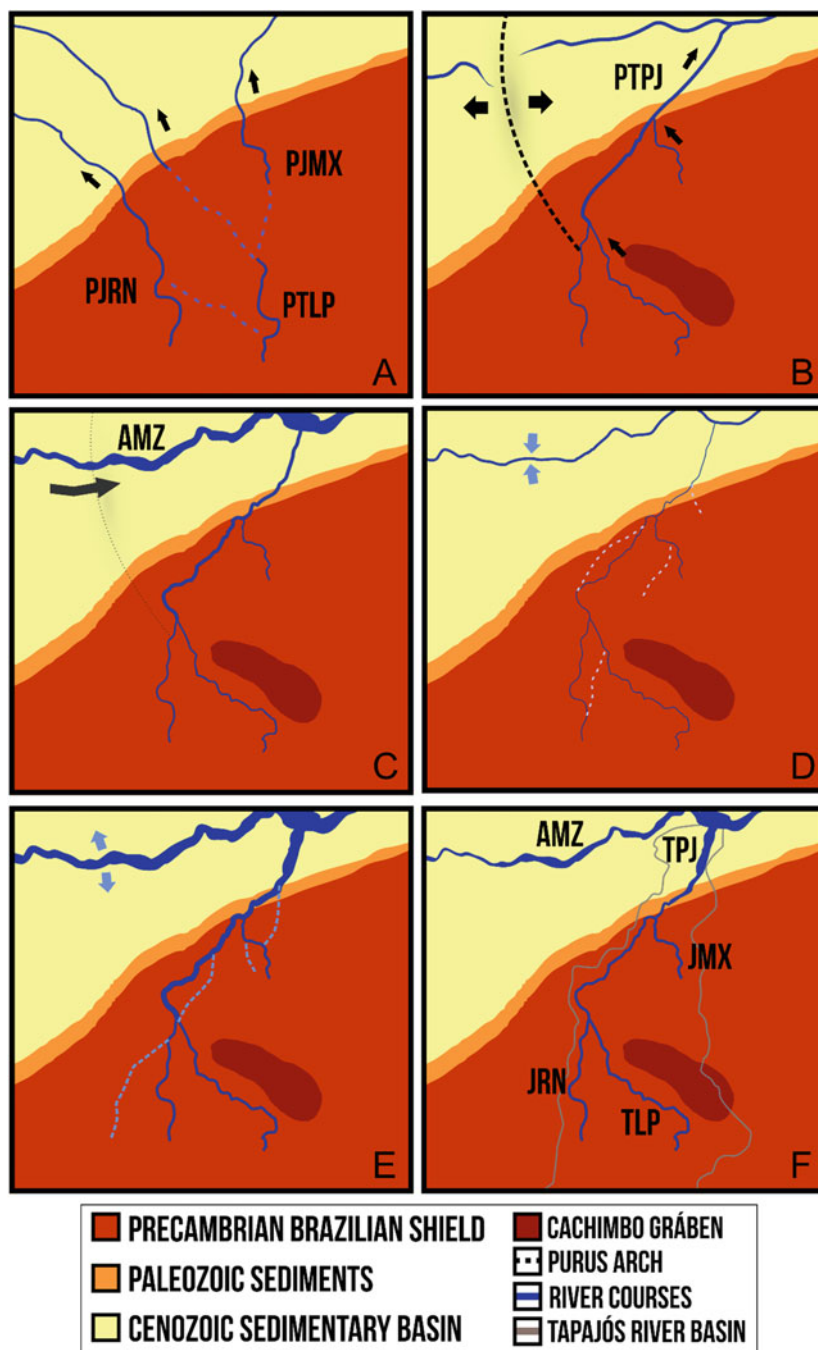 PJMX
PJRN
PTLP
A
PTPJ
B
AMZ
C
D
E
AMZ
TPJ
JMX
JRN
TLP
F
PRECAMBRIAN BRAZILIAN SHIELD
PALEOZOIC SEDIMENTS
CENOZOIC SEDIMENTARY BASIN
CACHIMBO GRÁBEN
PURUS ARCH
RIVER COURSES
TAPAJÓS RIVER BASIN